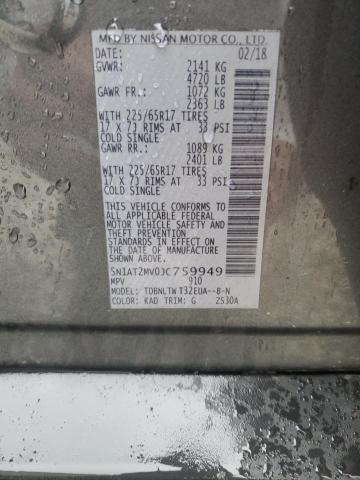 MFD BY NISSAN MOTOR CO., LTD.
DATE: 02/18
GVWR: 2141 KG
4720 LB
GAWR FR.: 1072 KG
2363 LB
WITH 225/65R17 TIRES
17 X 7J RIMS AT 33 PSI
COLD SINGLE
GAWR RR.: 1089 KG
2401 LB
WITH 225/65R17 TIRES
17 X 7J RIMS AT 33 PSI
COLD SINGLE
THIS VEHICLE CONFORMS TO
ALL APPLICABLE FEDERAL
MOTOR VEHICLE SAFETY AND
THEFT PREVENTION
STANDARDS IN EFFECT ON
THE DATE OF MANUFACTURE
SHOWN ABOVE.
5N1AT2MV0JC759949
MPV 910
MODEL: TDBNLTW T32EUA--B-N
COLOR: KAD TRIM: G ZS30A